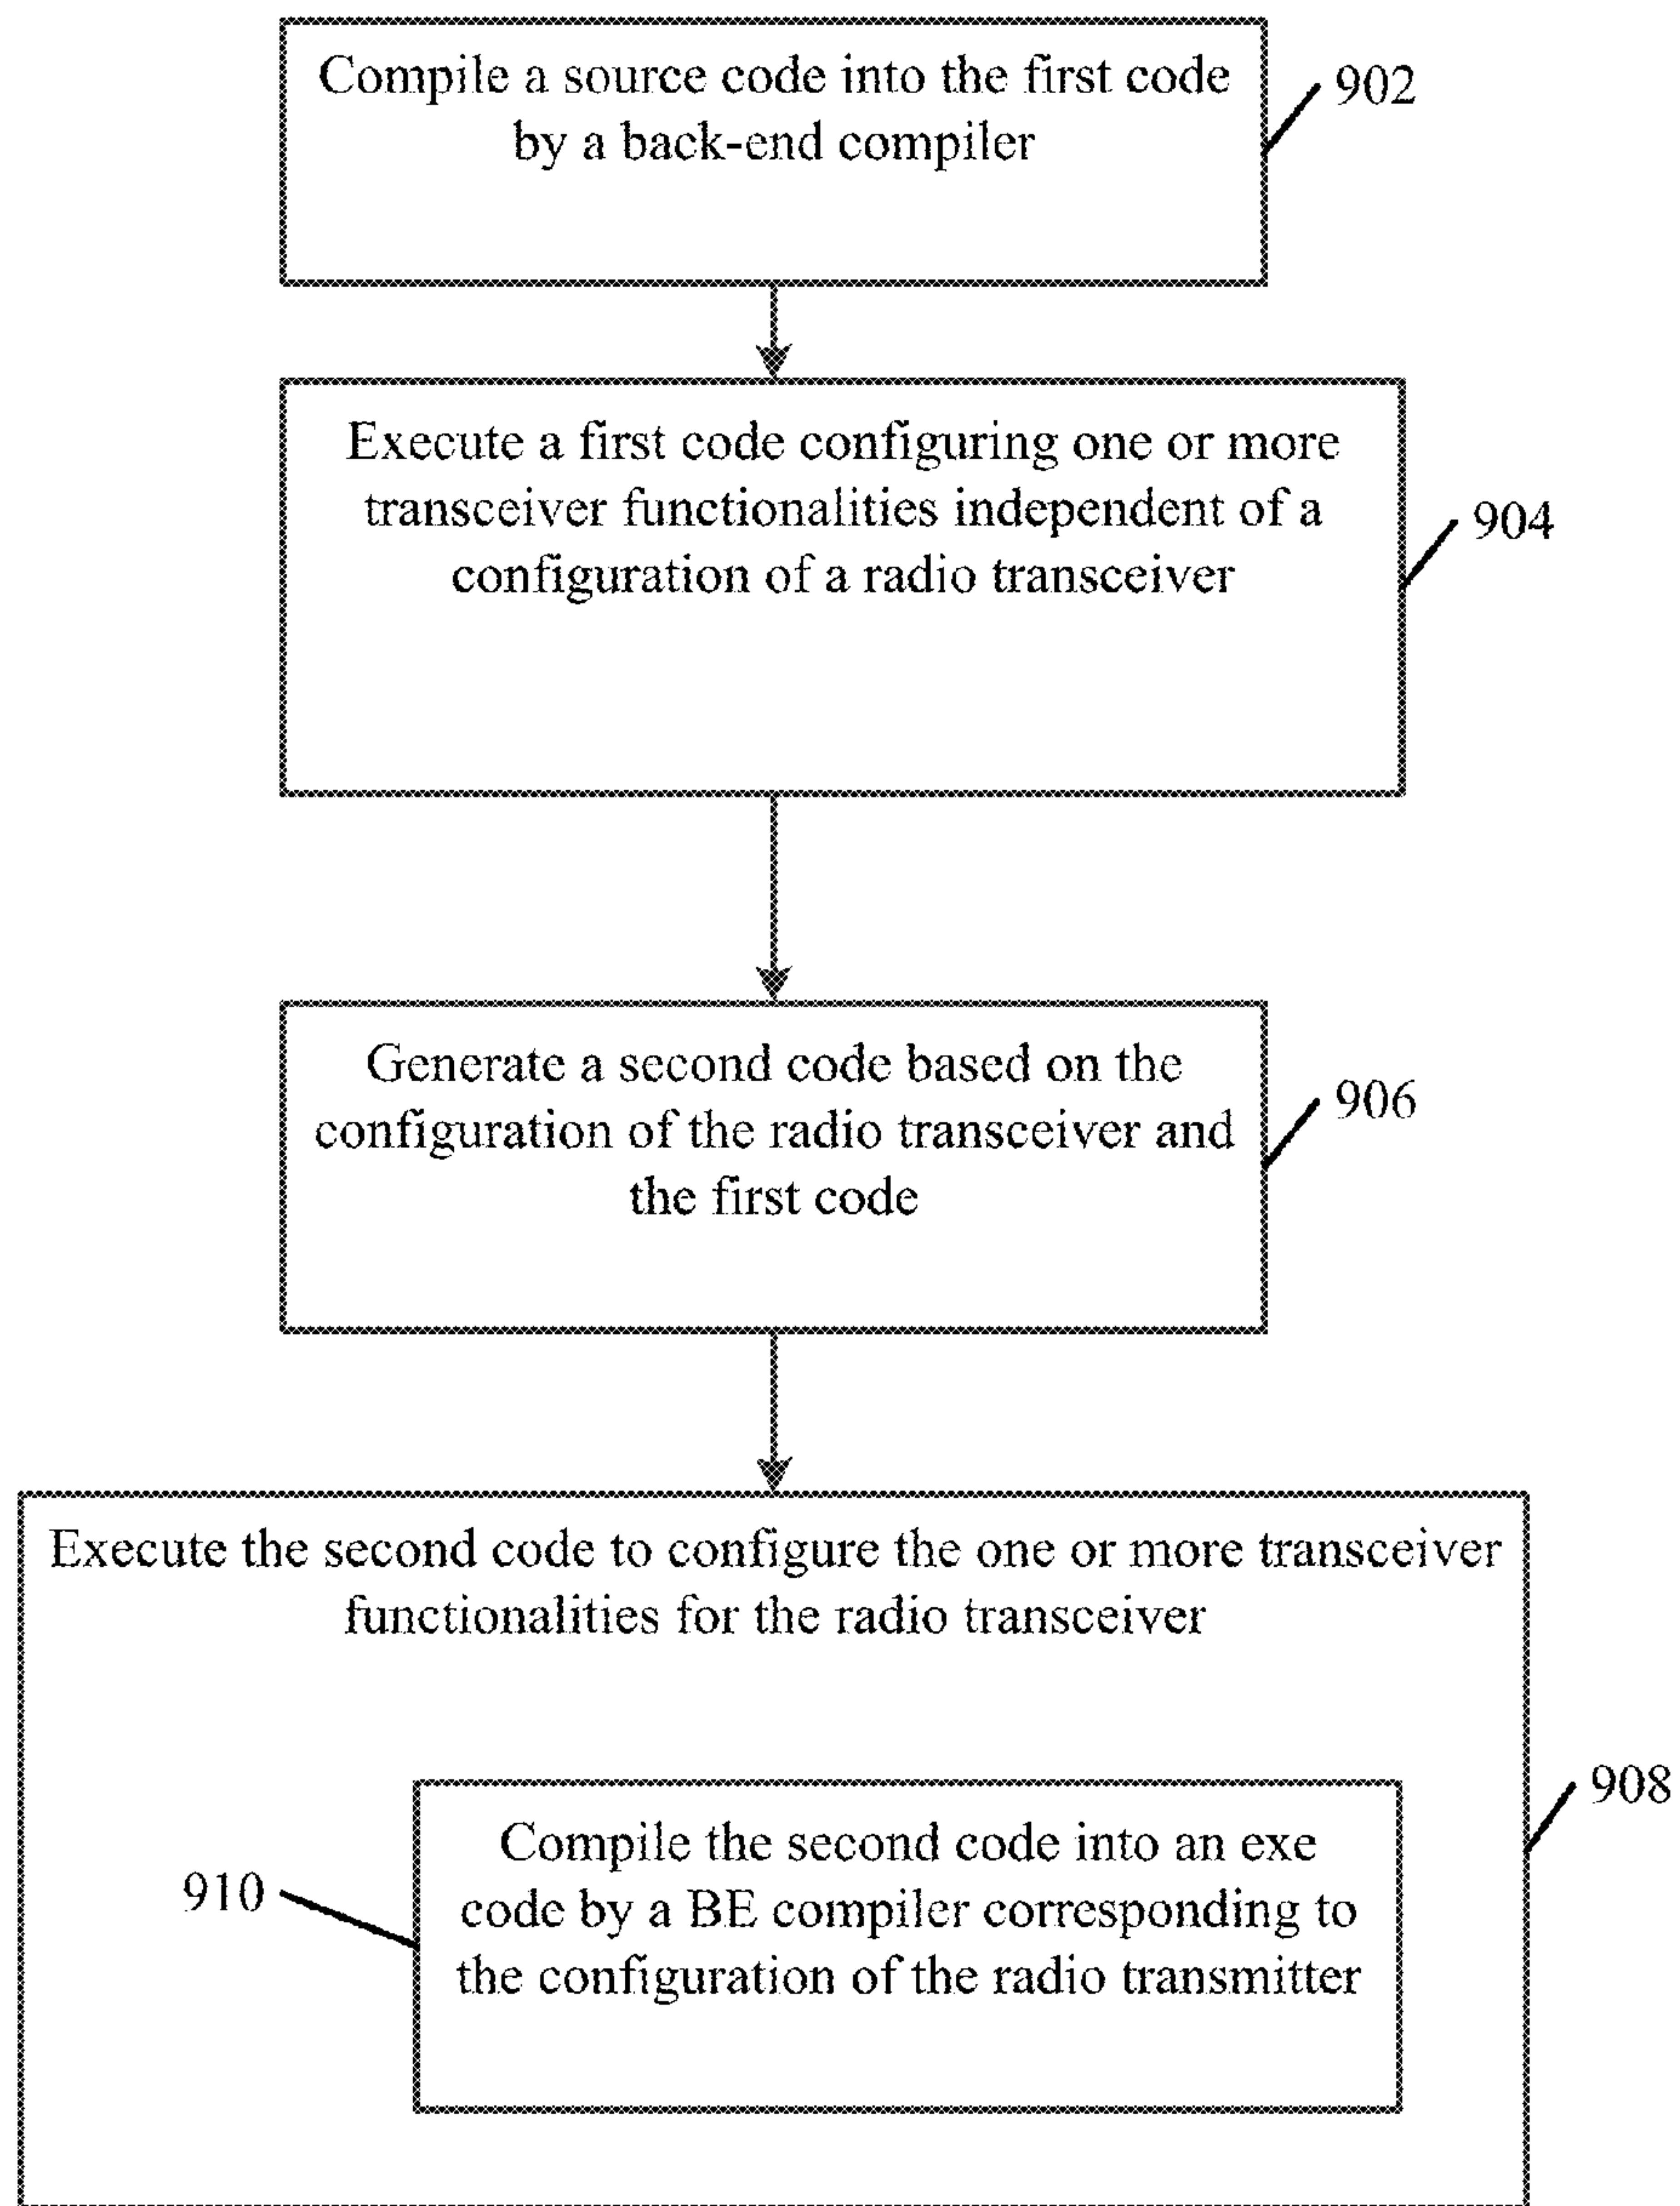 Compile a source code into the first code
by a back-end compiler
902
Execute a first code configuring one or more
transceiver functionalities independent of a
configuration of a radio transceiver
904
Generate a second code based on the
configuration of the radio transceiver and
the first code
906
Execute the second code to configure the one or more transceiver
functionalities for the radio transceiver
908
Compile the second code into an exe
code by a BE compiler corresponding to
the configuration of the radio transmitter
910